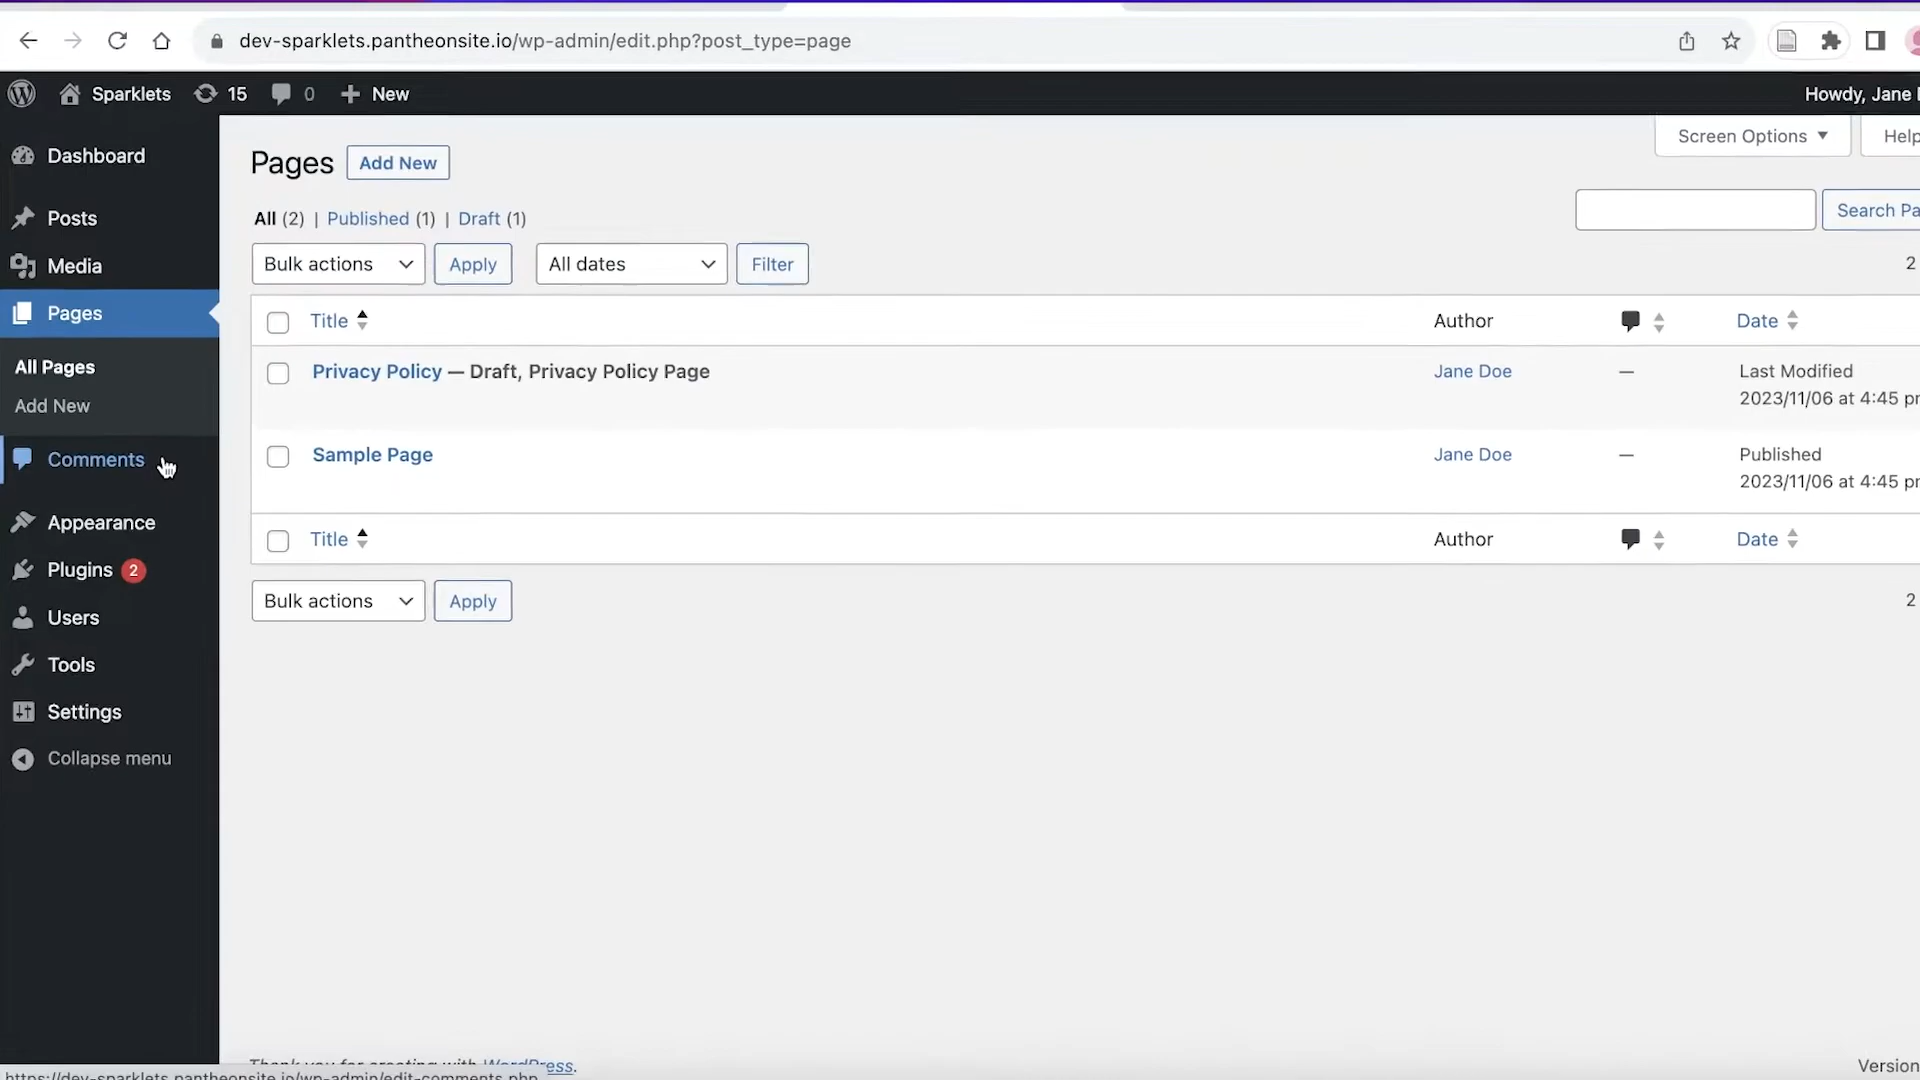 dev-sparklets.pantheonsite.io/wp-admin/edit.php?post_type=page
Sparklets 15 0 New Howdy, Jane
Screen Options Help
Dashboard
Posts
Media
Pages
All Pages
Add New
Comments
Appearance
Plugins 2
Users
Tools
Settings
Collapse menu
Pages Add New
All (2) | Published (1) | Draft (1)
Search Pa
Bulk actions Apply All dates Filter 2
Title Author Date
Privacy Policy — Draft, Privacy Policy Page Jane Doe — Last Modified
2023/11/06 at 4:45 pm
Sample Page Jane Doe — Published
2023/11/06 at 4:45 pm
Title Author Date
Bulk actions Apply 2
Thank you for creating with WordPress. Version
https://dev-sparklets.pantheonsite.io/wp-admin/edit-comments.php